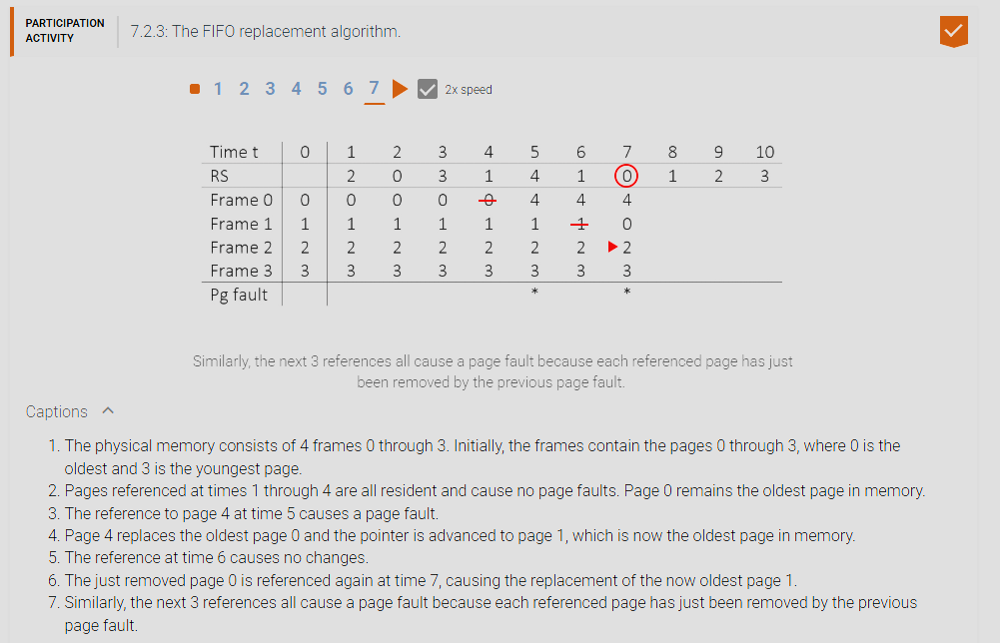 PARTICIPATION
ACTIVITY
7.2.3: The FIFO replacement algorithm.
1 2 3 4 5 6 7 2x speed
Time t 0 1 2 3 4 5 6 7 8 9 10
RS 2 0 3 1 4 1 0 1 2 3
Frame 0 0 0 0 0 0 4 4 4
Frame 1 1 1 1 1 1 1 1 0
Frame 2 2 2 2 2 2 2 2 2
Frame 3 3 3 3 3 3 3 3 3
Pg fault * *
Similarly, the next 3 references all cause a page fault because each referenced page has just
been removed by the previous page fault.
Captions
1. The physical memory consists of 4 frames 0 through 3. Initially, the frames contain the pages 0 through 3, where 0 is the
oldest and 3 is the youngest page.
2. Pages referenced at times 1 through 4 are all resident and cause no page faults. Page 0 remains the oldest page in memory.
3. The reference to page 4 at time 5 causes a page fault.
4. Page 4 replaces the oldest page 0 and the pointer is advanced to page 1, which is now the oldest page in memory.
5. The reference at time 6 causes no changes.
6. The just removed page 0 is referenced again at time 7, causing the replacement of the now oldest page 1.
7. Similarly, the next 3 references all cause a page fault because each referenced page has just been removed by the previous
page fault.